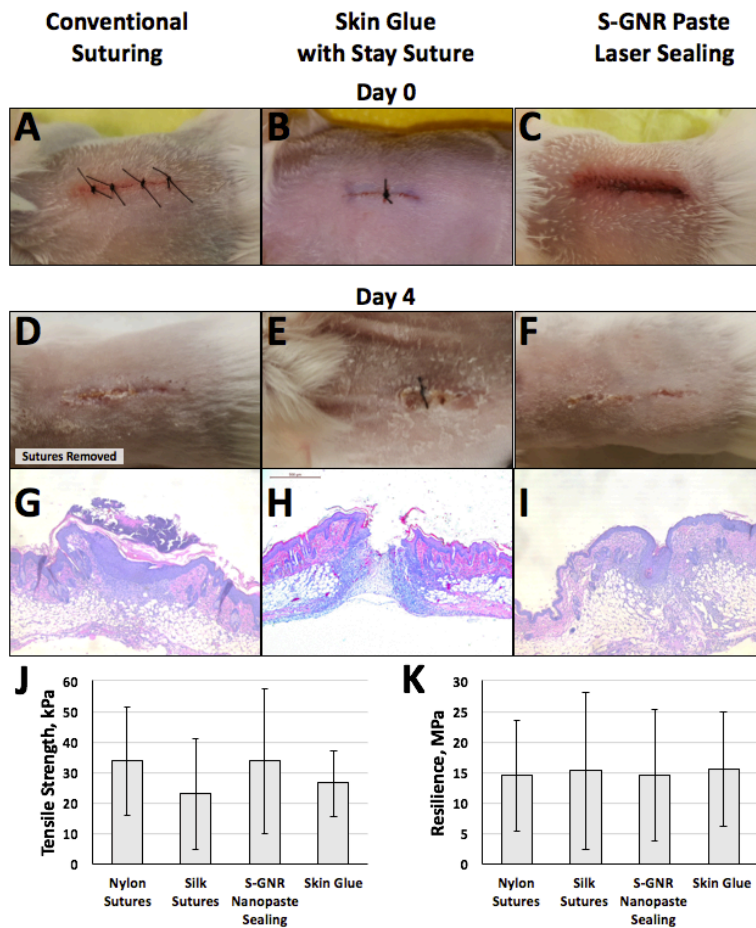 Conventional
Suturing
Skin Glue
with Stay Suture
S-GNR Paste
Laser Sealing
Day 0
A
B
C
Day 4
D
E
F
Sutures Removed
G
H
I
J
Tensile Strength, kPa
60
50
40
30
20
10
0
Nylon
Sutures
Silk
Sutures
S-GNR
Nanopaste
Sealing
Skin Glue
K
Resilience, MPa
30
25
20
15
10
5
0
Nylon
Sutures
Silk
Sutures
S-GNR
Nanopaste
Sealing
Skin Glue